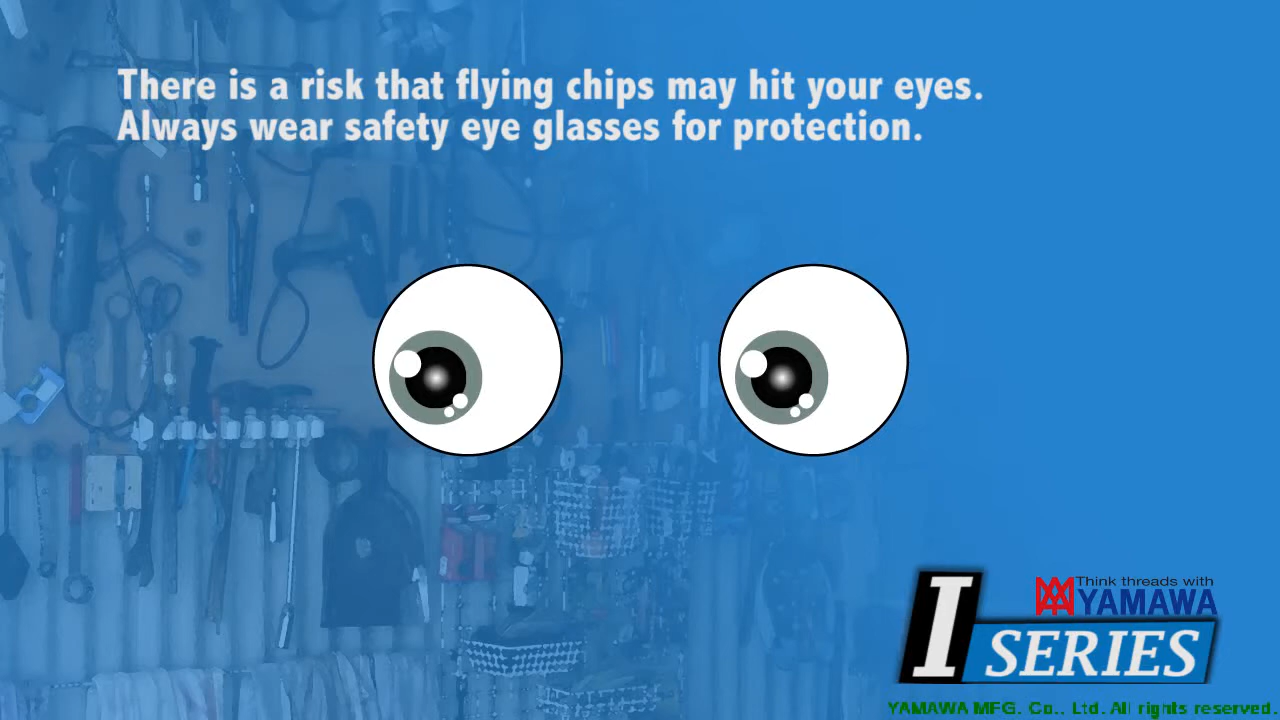 There is a risk that flying chips may hit your eyes.
Always wear safety eye glasses for protection.
Think threads with
YAMAWA
I SERIES
YAMAWA MFG. Co., Ltd. All rights reserved.